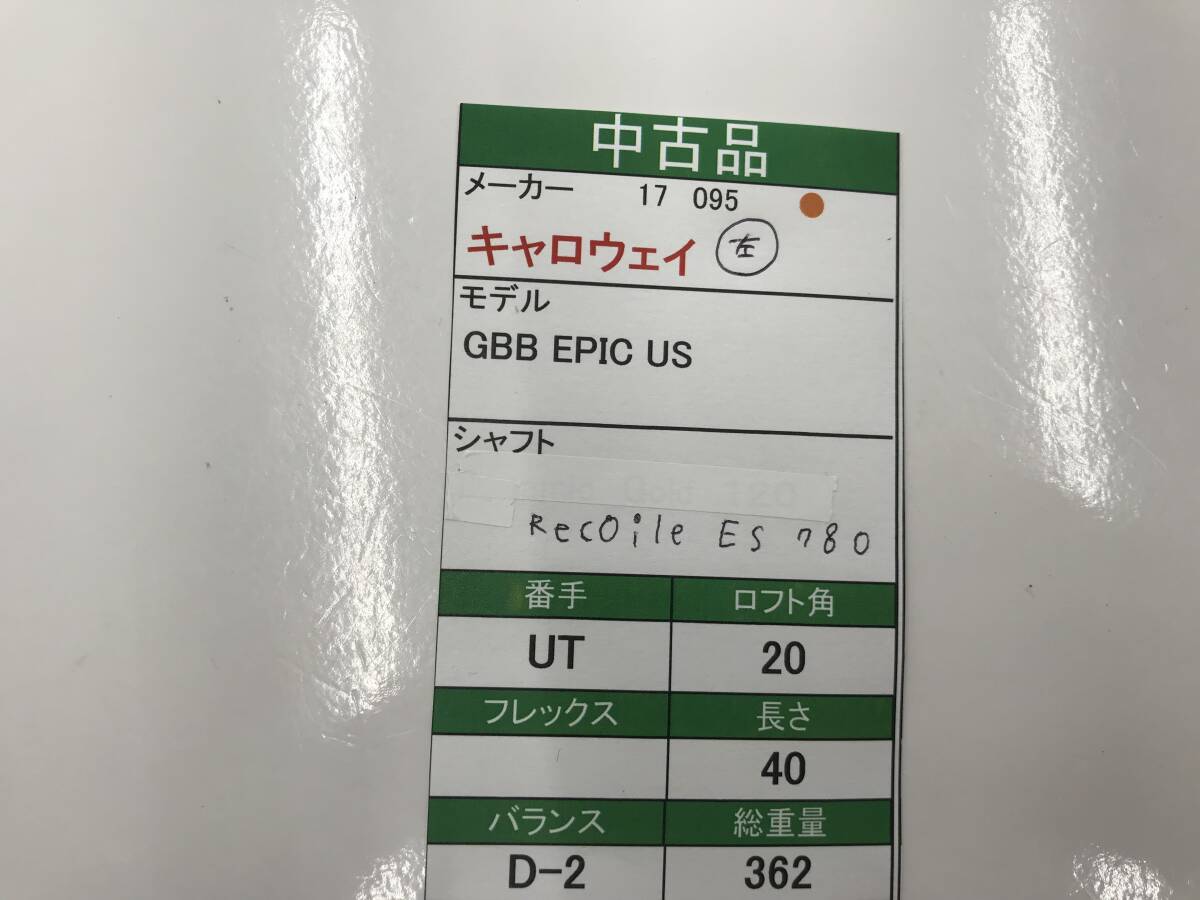 中古品
メーカー 17 095
キャロウェイ 左
モデル
GBB EPIC US
シャフト
Gold 120
RecOile ES 780
番手 ロフト角
UT 20
フレックス 長さ
40
バランス 総重量
D-2 362